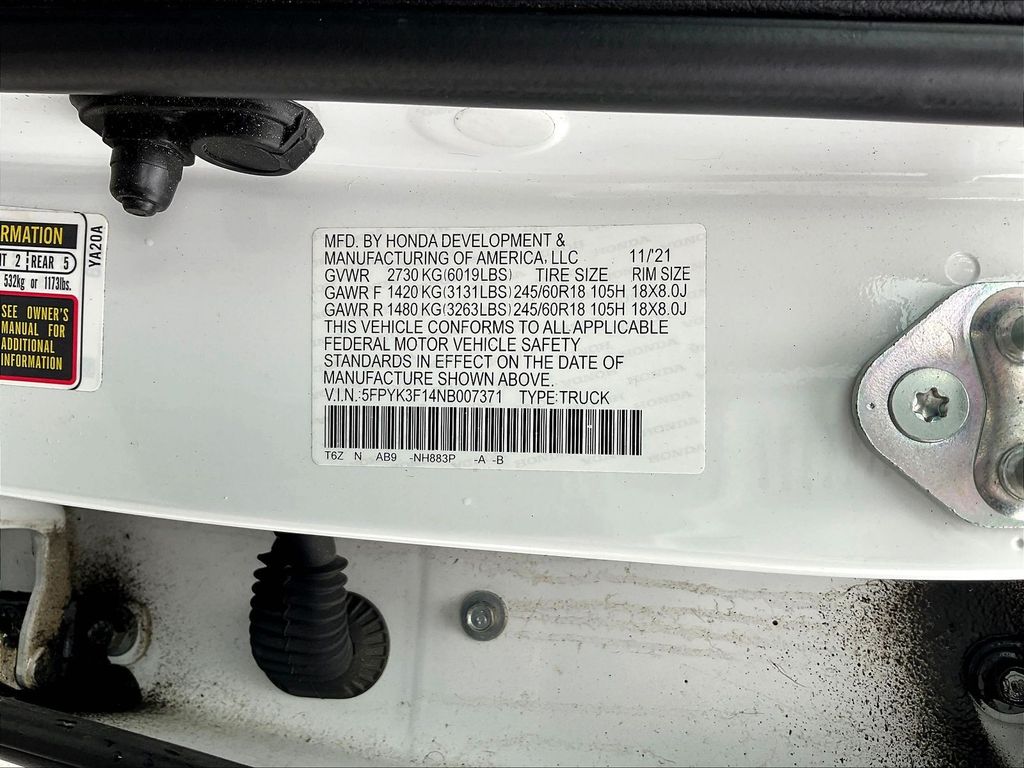 RMATION
T 2 REAR 5
532kg or 1173lbs.
SEE OWNER'S
MANUAL FOR
ADDITIONAL
INFORMATION
YA20A
MFD. BY HONDA DEVELOPMENT &
MANUFACTURING OF AMERICA, LLC 11/'21
GVWR 2730 KG(6019LBS) TIRE SIZE RIM SIZE
GAWR F 1420 KG(3131LBS) 245/60R18 105H 18X8.0J
GAWR R 1480 KG(3263LBS) 245/60R18 105H 18X8.0J
THIS VEHICLE CONFORMS TO ALL APPLICABLE
FEDERAL MOTOR VEHICLE SAFETY
STANDARDS IN EFFECT ON THE DATE OF
MANUFACTURE SHOWN ABOVE.
V.I.N.:5FPYK3F14NB007371 TYPE:TRUCK
T6Z N AB9 -NH883P -A -B